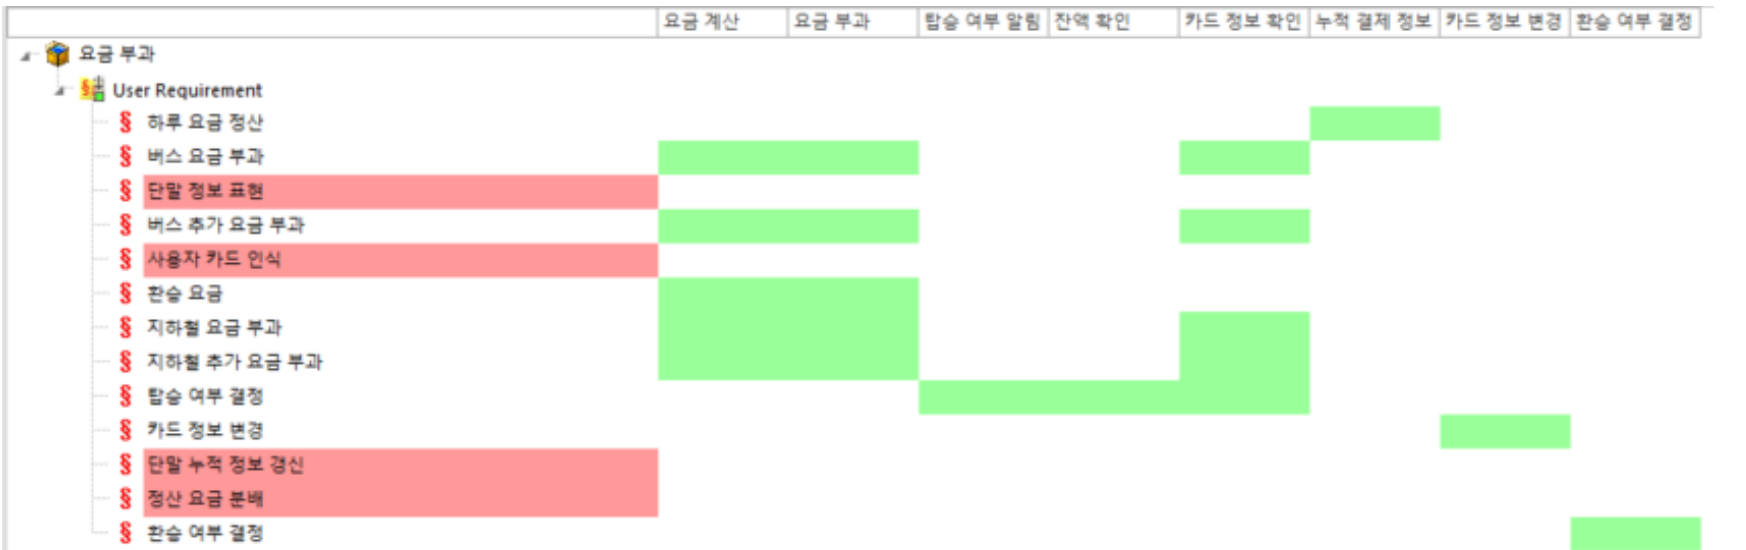 요금 계산 요금 부과 탑승 여부 알림 잔액 확인 카드 정보 확인 누적 결제 정보 카드 정보 변경 환승 여부 결정
요금 부과
User Requirement
하루 요금 정산
버스 요금 부과
단말 정보 표현
버스 추가 요금 부과
사용자 카드 인식
환승 요금
지하철 요금 부과
지하철 추가 요금 부과
탑승 여부 결정
카드 정보 변경
단말 누적 정보 갱신
정산 요금 분배
환승 여부 결정